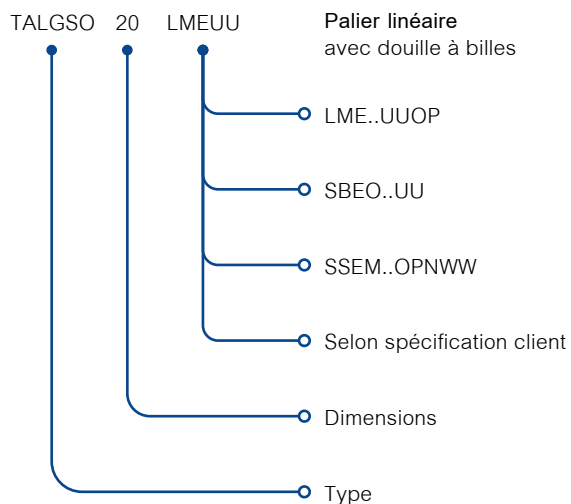 TALGSO 20 LMEUU Palier linéaire
avec douille à billes
LME..UUOP
SBEO..UU
SSEM..OPNWW
Selon spécification client
Dimensions
Type